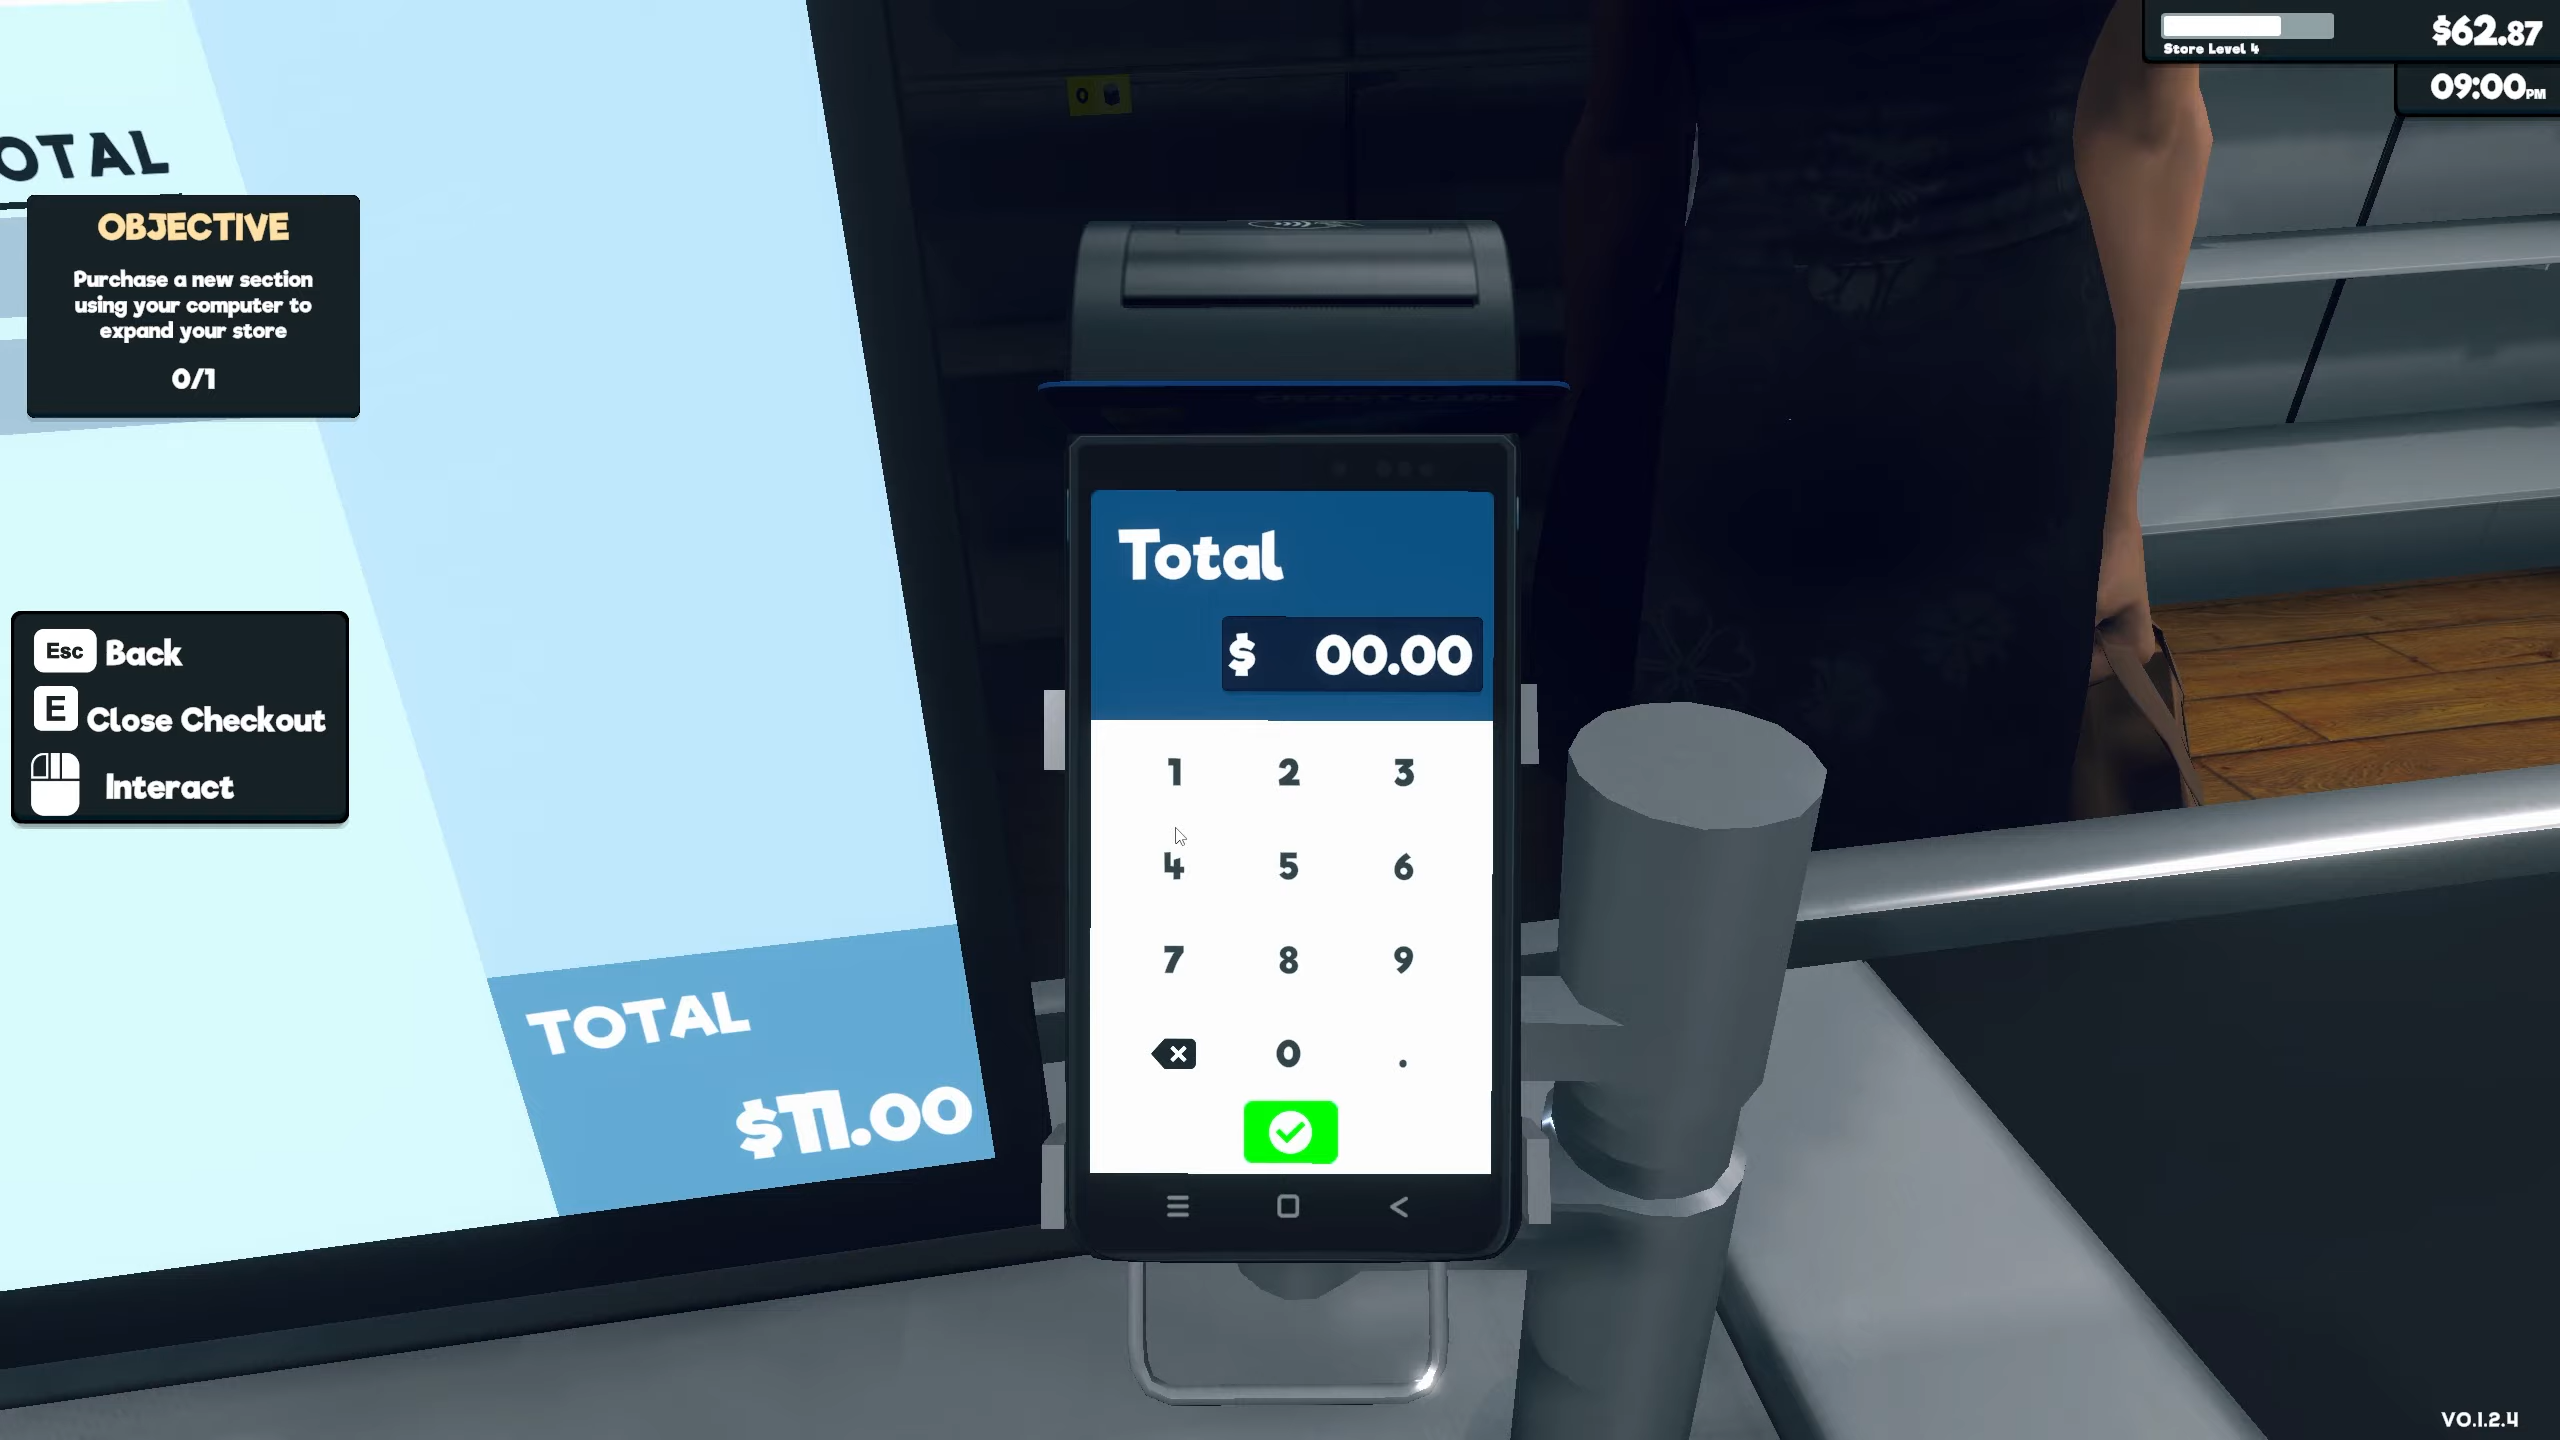 OTAL
OBJECTIVE
Purchase a new section
using your computer to
expand your store
0/1
Esc Back
E Close Checkout
Interact
TOTAL
$11.00
0
Total
$ 00.00
1 2 3
4 5 6
7 8 9
0 .
Store Level 4
$62.87
09:00PM
V0.1.2.4